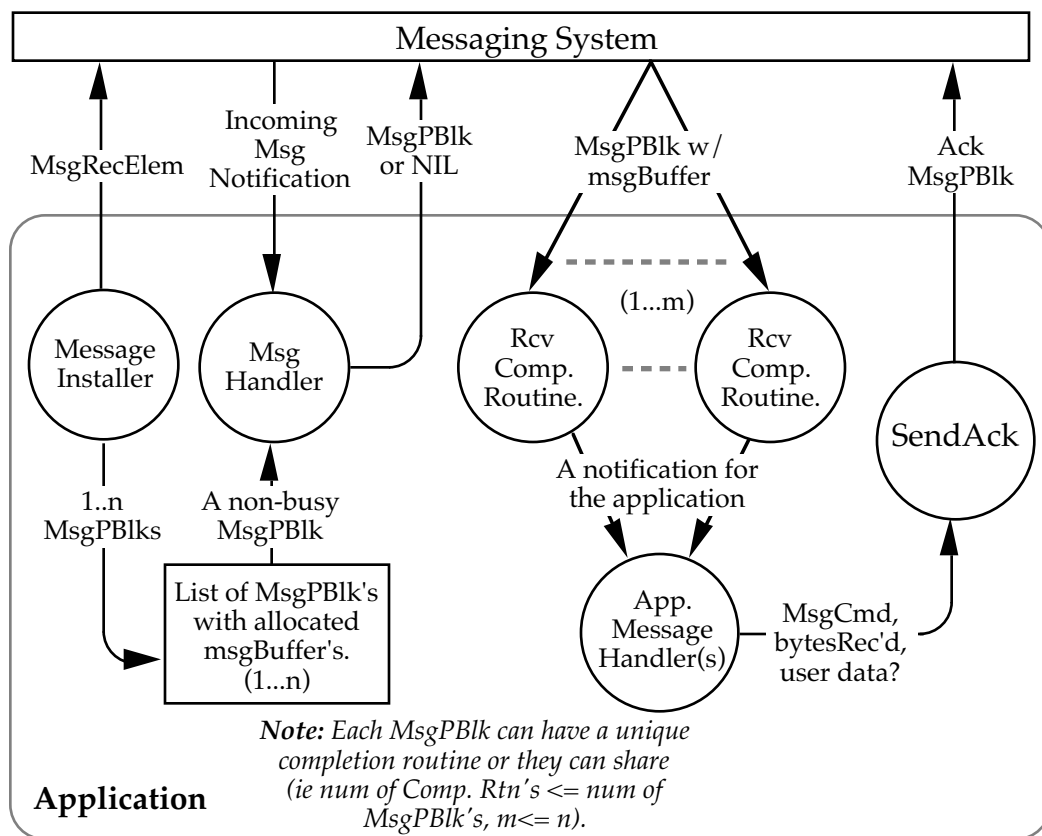 Messaging System
MsgRecElem
Incoming
Msg
Notification
MsgPBlk
or NIL
MsgPBlk w/
msgBuffer
Ack
MsgPBlk
Message
Installer
Msg
Handler
(1...m)
Rcv
Comp.
Routine.
Rcv
Comp.
Routine.
SendAck
1..n
MsgPBlks
A non-busy
MsgPBlk
A notification for
the application
List of MsgPBlk's
with allocated
msgBuffer's.
(1...n)
App.
Message
Handler(s)
MsgCmd,
bytesRec'd,
user data?
Note: Each MsgPBlk can have a unique
completion routine or they can share
(ie num of Comp. Rtn's <= num of
MsgPBlk's, m<= n).
Application